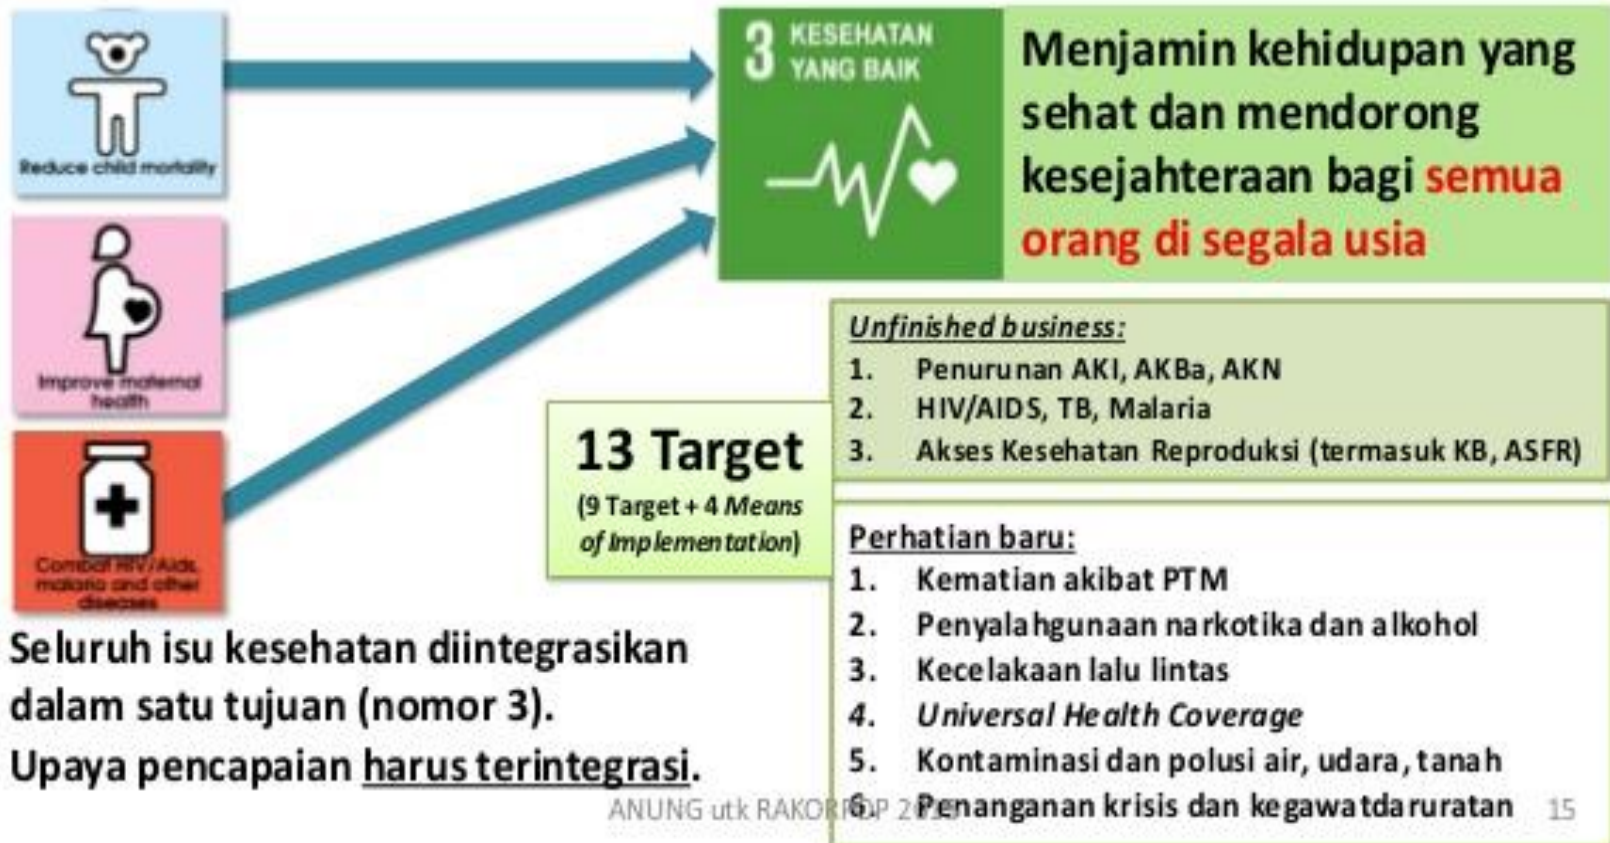 Reduce child mortality
Improve maternal
health
Combat HIV/Aids,
malaria and other
diseases
3 KESEHATAN
YANG BAIK
Menjamin kehidupan yang
sehat dan mendorong
kesejahteraan bagi semua
orang di segala usia
13 Target
(9 Target + 4 Means
of Implementation)
Unfinished business:
1. Penurunan AKI, AKBa, AKN
2. HIV/AIDS, TB, Malaria
3. Akses Kesehatan Reproduksi (termasuk KB, ASFR)
Perhatian baru:
1. Kematian akibat PTM
2. Penyalahgunaan narkotika dan alkohol
3. Kecelakaan lalu lintas
4. Universal Health Coverage
5. Kontaminasi dan polusi air, udara, tanah
6. Penanganan krisis dan kegawatdaruratan
Seluruh isu kesehatan diintegrasikan
dalam satu tujuan (nomor 3).
Upaya pencapaian harus terintegrasi.
ANUNG utk
15